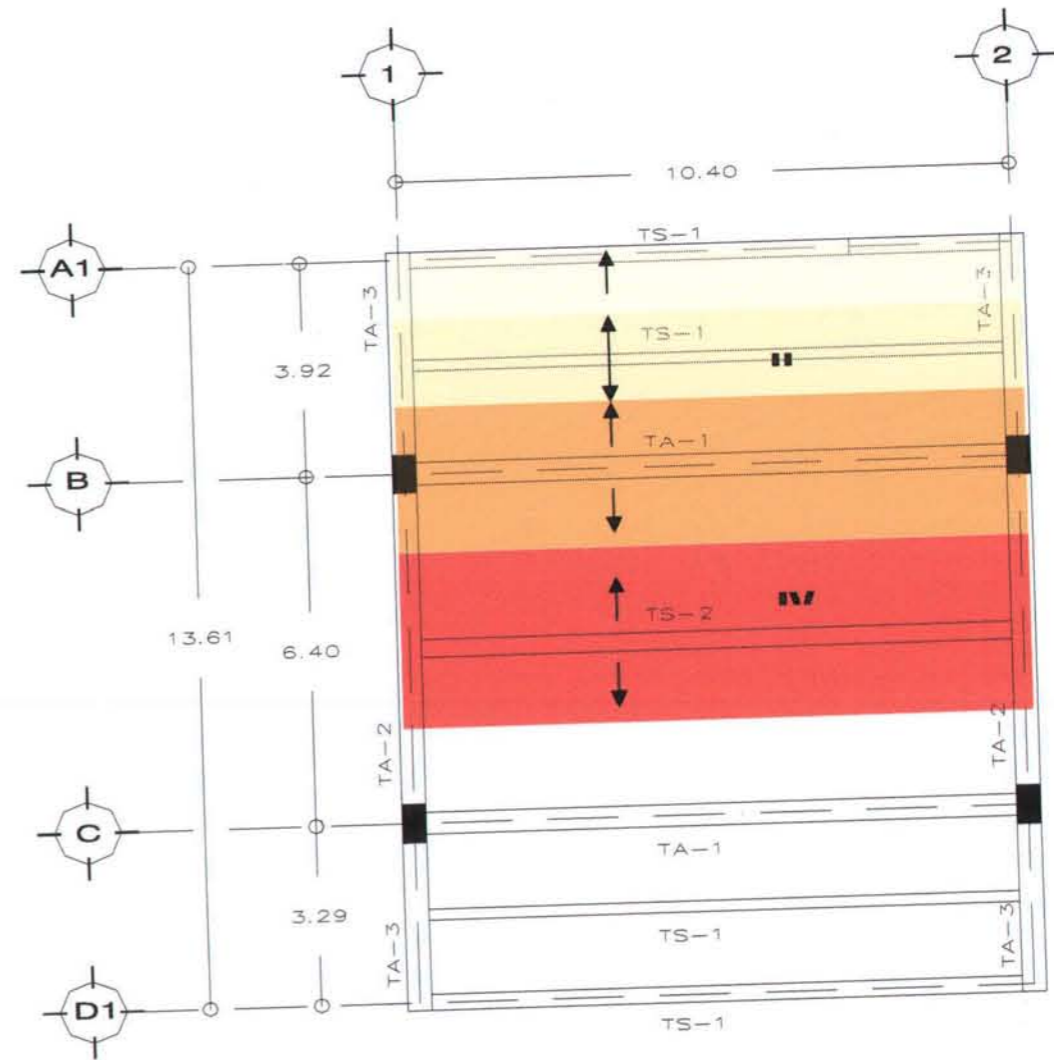 1
2
10.40
TS-1
A1
TA-3
TA-3
TS-1
3.92
II
TA-1
B
IV
TS-2
13.61
6.40
TA-2
TA-2
C
TA-1
3.29
TA-3
TS-1
TA-3
D1
TS-1